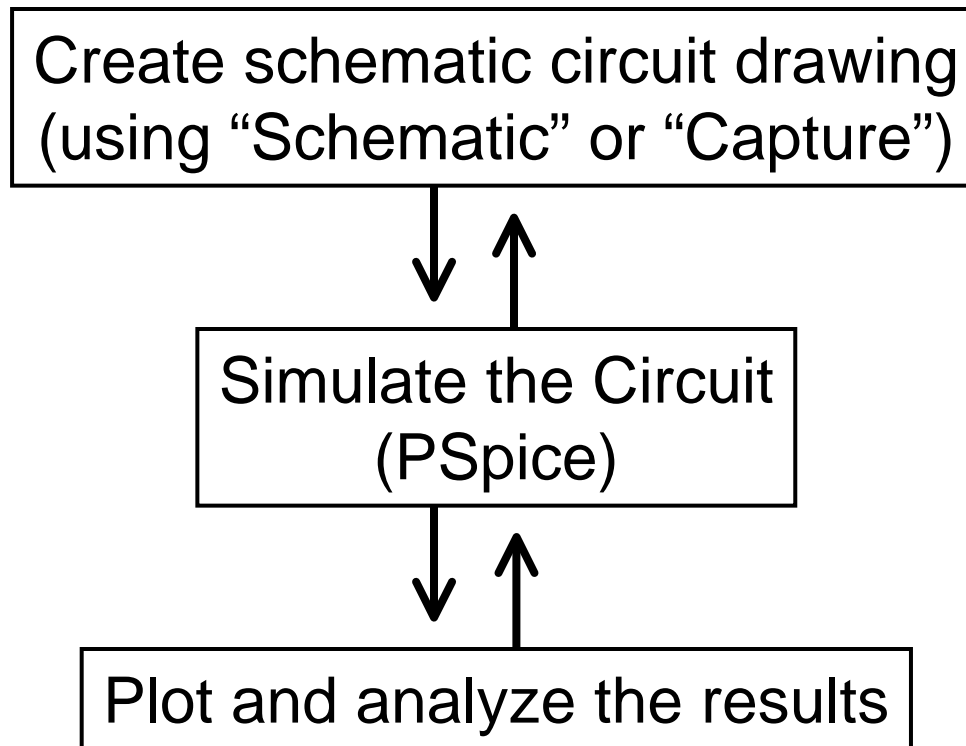 Create schematic circuit drawing
(using “Schematic” or “Capture”)
Simulate the Circuit
(PSpice)
Plot and analyze the results